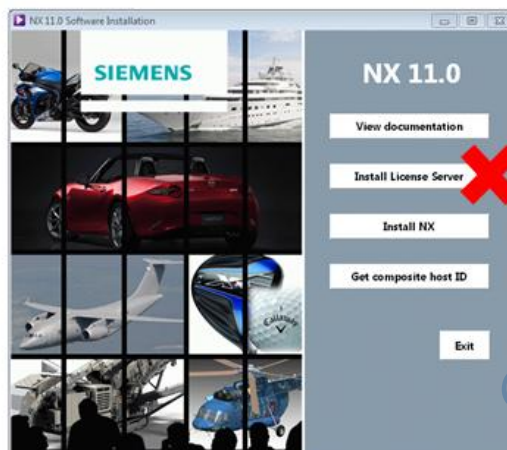 NX 11.0 Software Installation
SIEMENS
NX 11.0
View documentation
Install License Server
Install NX
Get composite host ID
Callaway
Exit